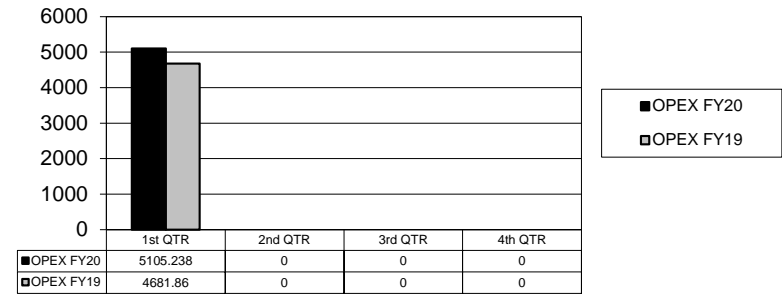 6000
5000
4000
3000
2000
1000
0
OPEX FY20
OPEX FY19
1st QTR 2nd QTR 3rd QTR 4th QTR
OPEX FY20 5105.238 0 0 0
OPEX FY19 4681.86 0 0 0